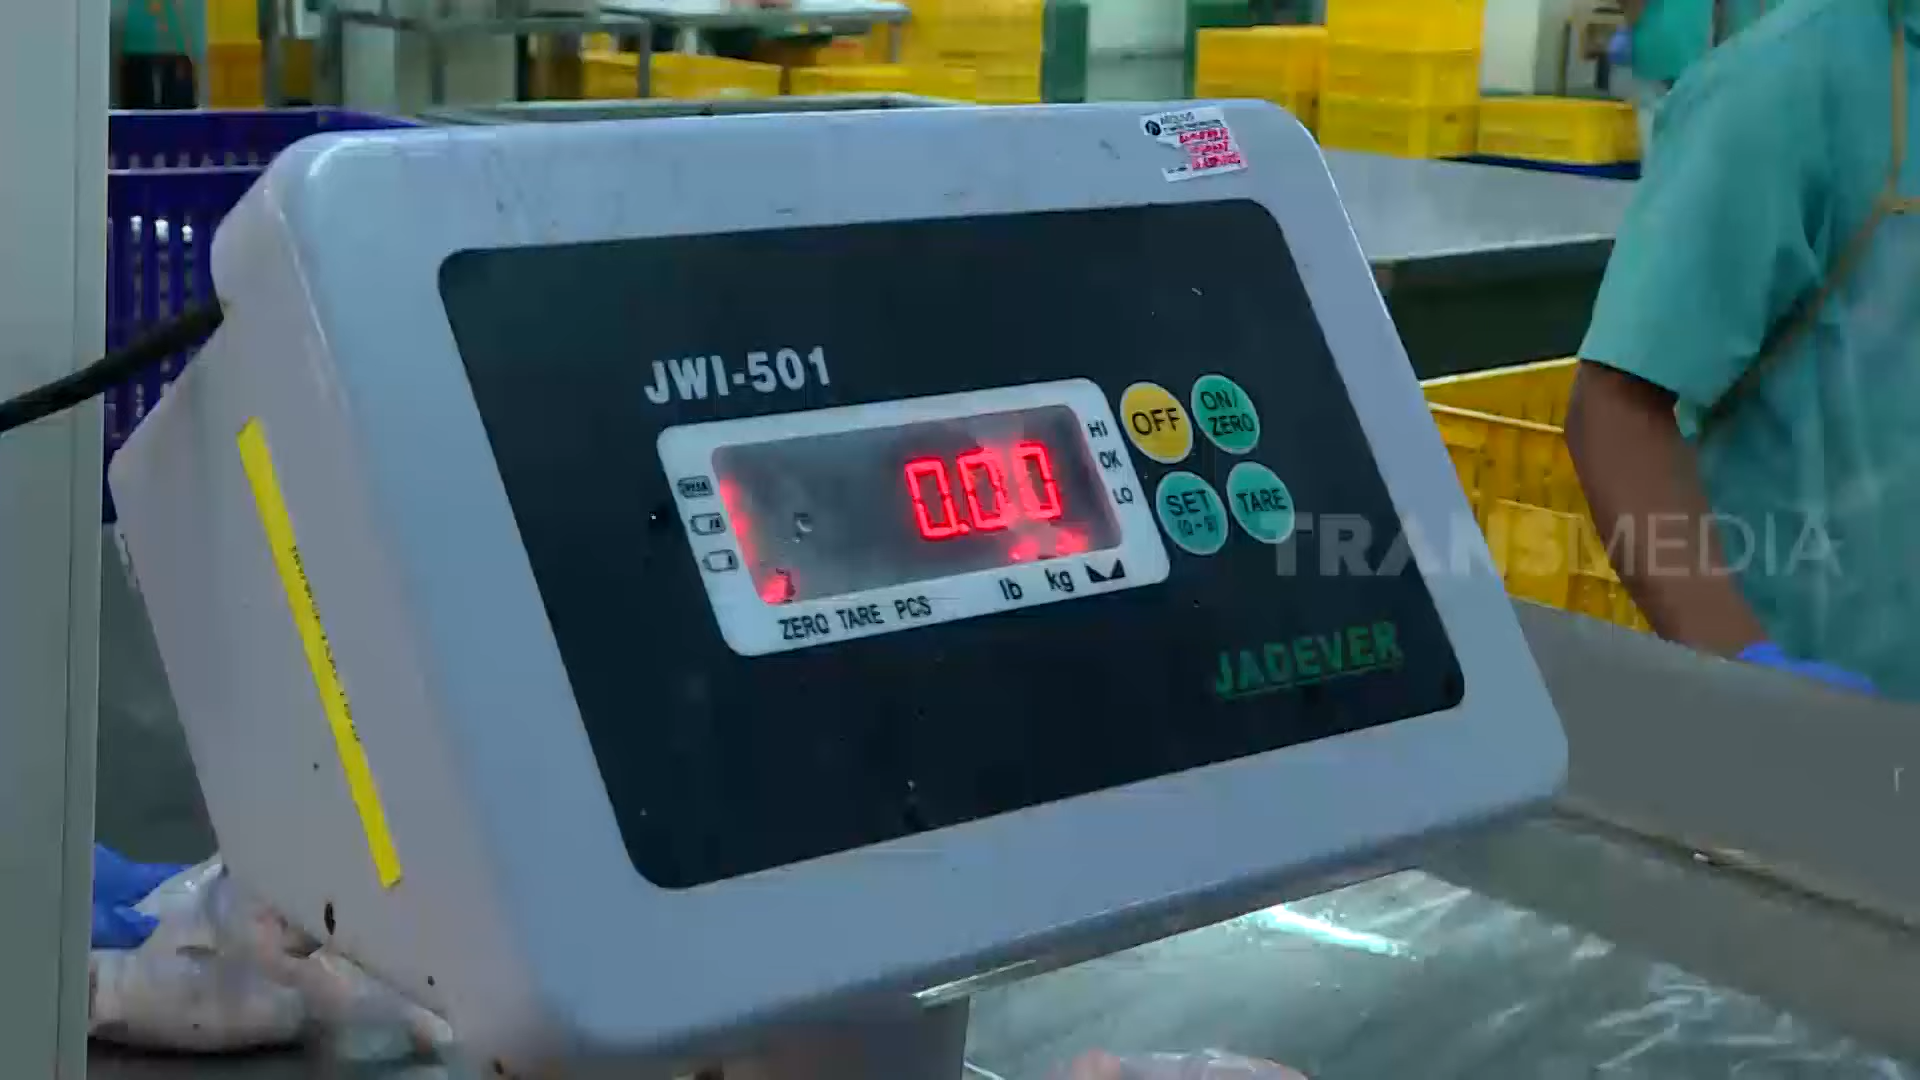 JWI-501
0.00
HI
OK
LO
OFF
ON/
ZERO
SET
TARE
ZERO TARE PCS
lb kg
JADEVER
TRANSMEDIA